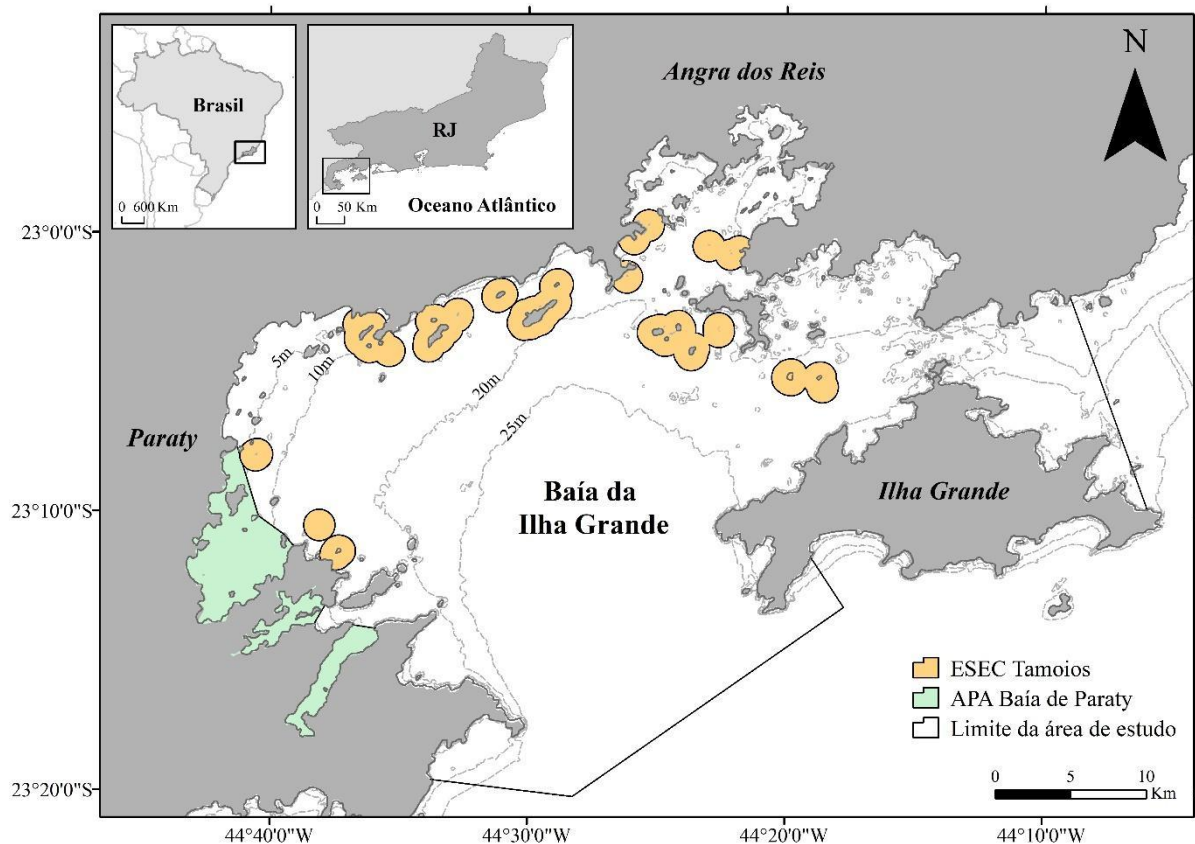 Brasil
0 600 Km
RJ
0 50 Km
Oceano Atlântico
Angra dos Reis
N
23°0'0"S
5m
10m
20m
25m
Paraty
23°10'0"S
Baía da
Ilha Grande
Ilha Grande
ESEC Tamoios
APA Baía de Paraty
Limite da área de estudo
0 5 10
Km
23°20'0"S
44°40'0"W
44°30'0"W
44°20'0"W
44°10'0"W